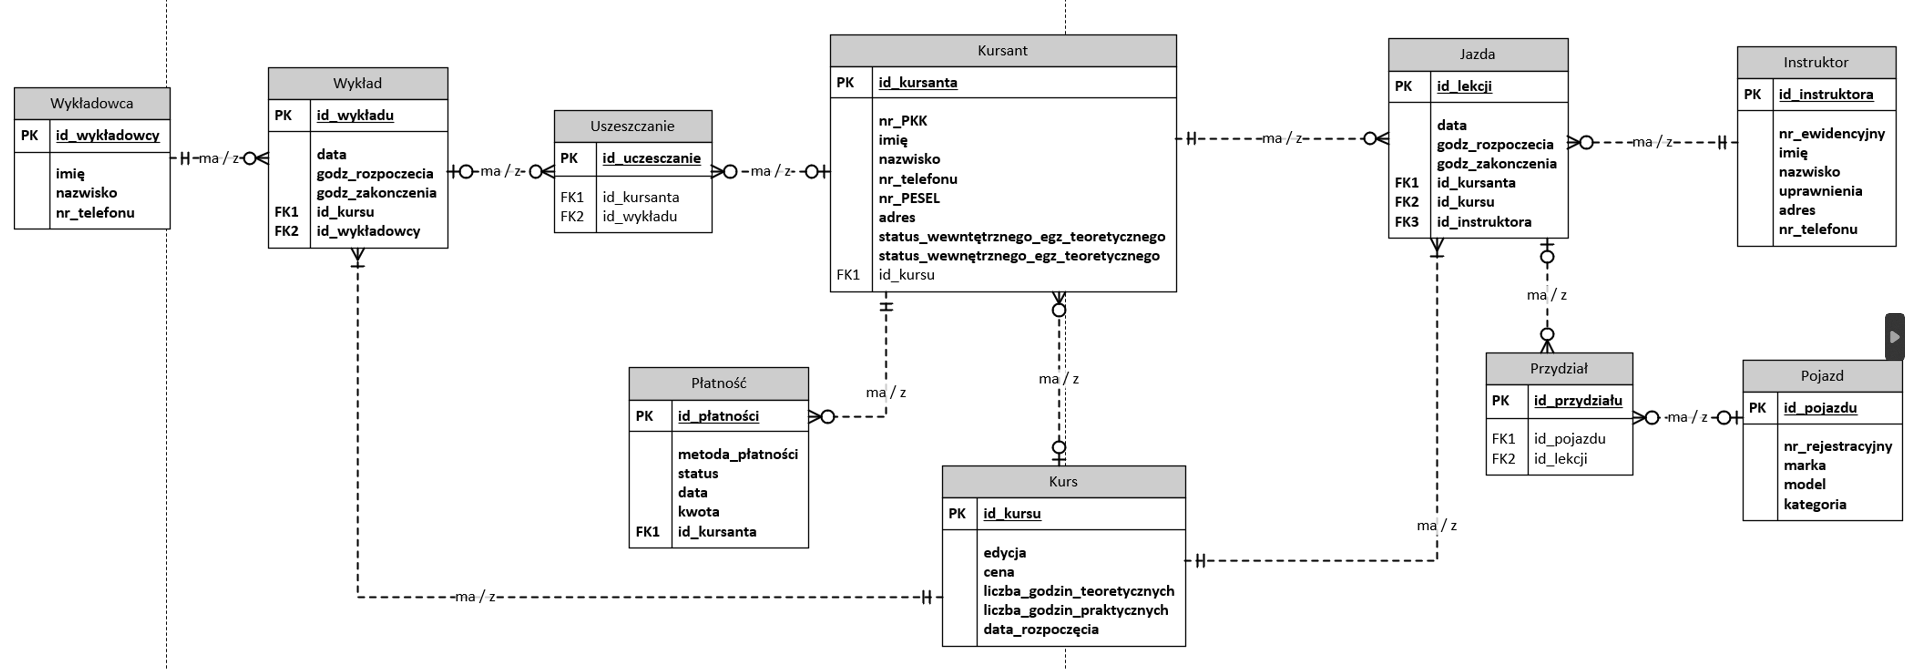 Wykładowca
PK id_wykładowcy
imię
nazwisko
nr_telefonu
ma / z
Wykład
PK id_wykładu
data
godz_rozpoczecia
godz_zakonczenia
FK1 id_kursu
FK2 id_wykładowcy
ma / z
Uszeszczanie
PK id_uczesczanie
FK1 id_kursanta
FK2 id_wykładu
ma / z
Kursant
PK id_kursanta
nr_PKK
imię
nazwisko
nr_telefonu
nr_PESEL
adres
status_wewntętrznego_egz_teoretycznego
status_wewnętrznego_egz_teoretycznego
FK1 id_kursu
ma / z
Jazda
PK id_lekcji
data
godz_rozpoczecia
godz_zakonczenia
FK1 id_kursanta
FK2 id_kursu
FK3 id_instruktora
ma / z
Instruktor
PK id_instruktora
nr_ewidencyjny
imię
nazwisko
uprawnienia
adres
nr_telefonu
ma / z
Płatność
PK id_płatności
metoda_płatności
status
data
kwota
FK1 id_kursanta
ma / z
ma / z
Przydział
PK id_przydziału
FK1 id_pojazdu
FK2 id_lekcji
ma / z
Pojazd
PK id_pojazdu
nr_rejestracyjny
marka
model
kategoria
Kurs
PK id_kursu
edycja
cena
liczba_godzin_teoretycznych
liczba_godzin_praktycznych
data_rozpoczęcia
ma / z
ma / z